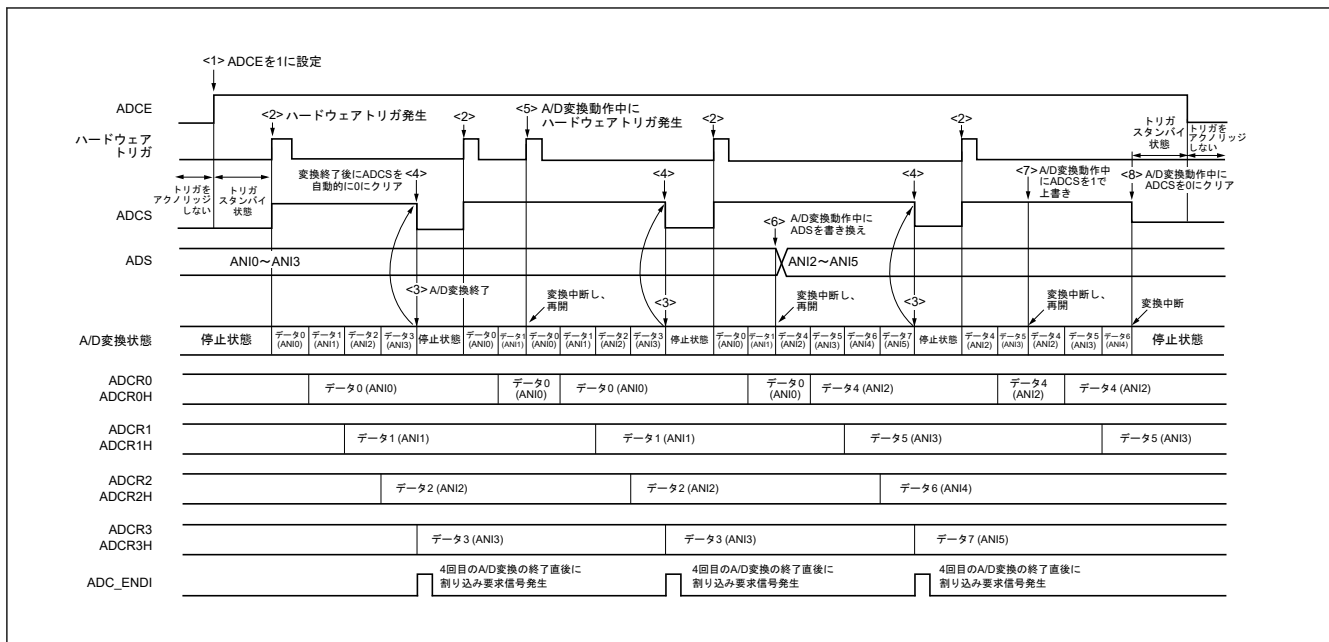 <1> ADCEを1に設定
ADCE
<2> ハードウェアトリガ発生
<2>
<5> A/D変換動作中に
ハードウェアトリガ発生
<2>
<2>
ハードウェア
トリガ
トリガ
スタンバイ
状態
トリガを
アクノリッジ
しない
トリガを
アクノリッジ
しない
トリガ
スタンバイ
状態
変換終了後にADCSを
自動的に0にクリア
<4>
<4>
<4>
<7> A/D変換動作
中にADCSを1で
上書き
<8> A/D変換動作中に
ADCSを0にクリア
ADCS
<6> A/D変換動作中に
ADSを書き換え
ADS
ANI0～ANI3
ANI2～ANI5
<3> A/D変換終了
変換中断し、
再開
<3>
変換中断し、
再開
<3>
変換中断し、
再開
変換中断
A/D変換状態
停止状態
データ0
(ANI0)
データ1
(ANI1)
データ2
(ANI2)
データ3
(ANI3)
停止状態
データ0
(ANI0)
データ1
(ANI1)
データ0
(ANI0)
データ1
(ANI1)
データ2
(ANI2)
データ3
(ANI3)
停止状態
データ0
(ANI0)
データ1
(ANI1)
データ4
(ANI2)
データ5
(ANI3)
データ6
(ANI4)
データ7
(ANI5)
停止状態
データ4
(ANI2)
データ5
(ANI3)
データ4
(ANI2)
データ5
(ANI3)
データ6
(ANI4)
停止状態
ADCR0
ADCR0H
データ0 (ANI0)
データ0
(ANI0)
データ0 (ANI0)
データ0
(ANI0)
データ4 (ANI2)
データ4
(ANI2)
データ4 (ANI2)
ADCR1
ADCR1H
データ1 (ANI1)
データ1 (ANI1)
データ5 (ANI3)
データ5 (ANI3)
ADCR2
ADCR2H
データ2 (ANI2)
データ2 (ANI2)
データ6 (ANI4)
ADCR3
ADCR3H
データ3 (ANI3)
データ3 (ANI3)
データ7 (ANI5)
ADC_ENDI
4回目のA/D変換の終了直後に
割り込み要求信号発生
4回目のA/D変換の終了直後に
割り込み要求信号発生
4回目のA/D変換の終了直後に
割り込み要求信号発生